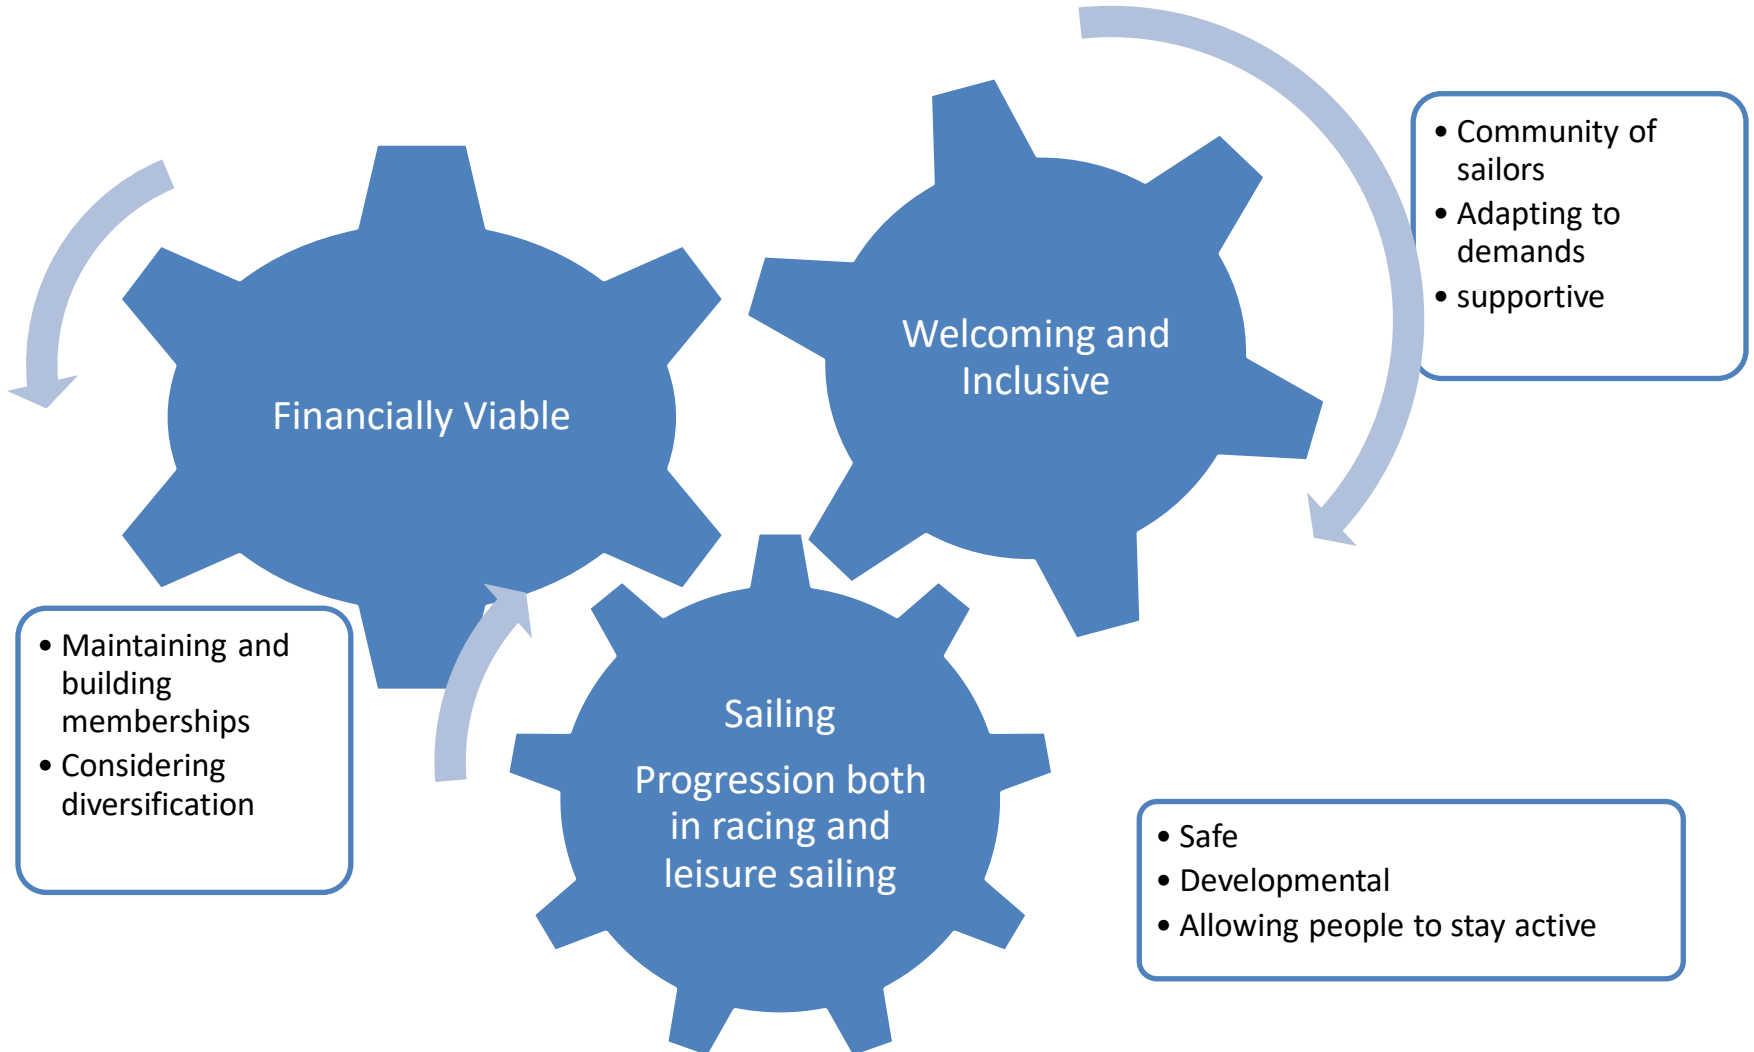 Financially Viable
• Maintaining and
building
memberships
• Considering
diversification
Welcoming and
Inclusive
• Community of
sailors
• Adapting to
demands
• supportive
Sailing
Progression both
in racing and
leisure sailing
• Safe
• Developmental
• Allowing people to stay active